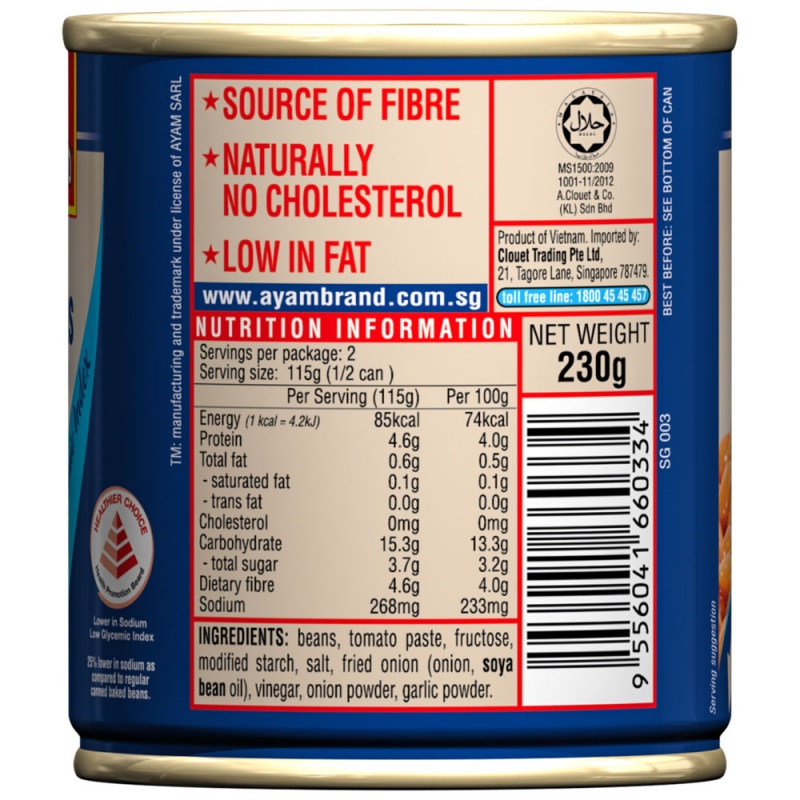 ★SOURCE OF FIBRE
★NATURALLY
NO CHOLESTEROL
★LOW IN FAT
www.ayambrand.com.sg
NUTRITION INFORMATION
Servings per package: 2
Serving size: 115g (1/2 can )
Per Serving (115g) Per 100g
Energy (1 kcal = 4.2kJ) 85kcal 74kcal
Protein 4.6g 4.0g
Total fat 0.6g 0.5g
- saturated fat 0.1g 0.1g
- trans fat 0.0g 0.0g
Cholesterol 0mg 0mg
Carbohydrate 15.3g 13.3g
- total sugar 3.7g 3.2g
Dietary fibre 4.6g 4.0g
Sodium 268mg 233mg
INGREDIENTS: beans, tomato paste, fructose,
modified starch, salt, fried onion (onion, soya
bean oil), vinegar, onion powder, garlic powder.
حلال
HALAL
MS1500:2009
1001-11/2012
A.Clouet & Co.
(KL) Sdn Bhd
Product of Vietnam. Imported by:
Clouet Trading Pte Ltd,
21, Tagore Lane, Singapore 787479.
toll free line: 1800 45 45 457
NET WEIGHT
230g
9 556041 660334
TM: manufacturing and trademark under license of AYAM SARL
BEST BEFORE: SEE BOTTOM OF CAN
SG 003
Serving suggestion
Index
HEALTHIER CHOICE
Health Promotion Board
Lower in Sodium
Low Glycemic Index
25% lower in sodium as
compared to regular
canned baked beans.